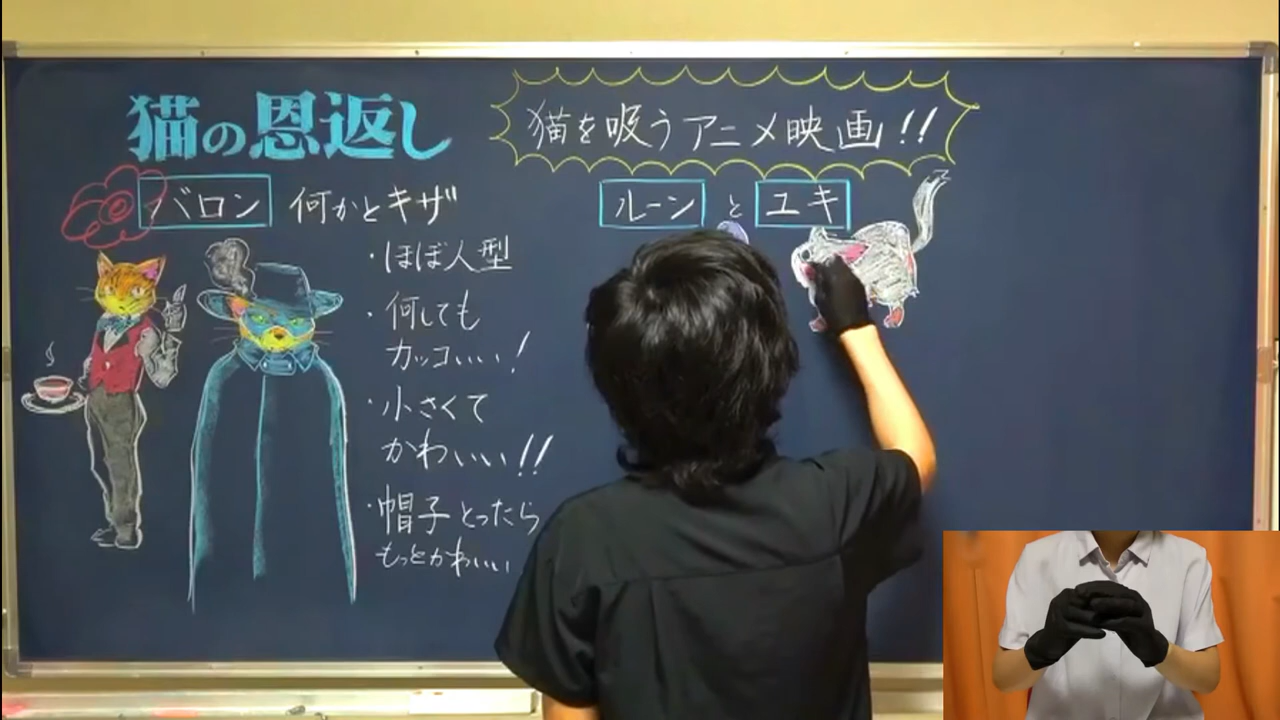 猫の恩返し
猫を吸うアニメ映画!!
バロン 何かとキザ
・ほぼ人型
・何しても
カッコいい!
・小さくて
かわいい!!
・帽子とったら
もっとかわいい
ルーン と ユキ